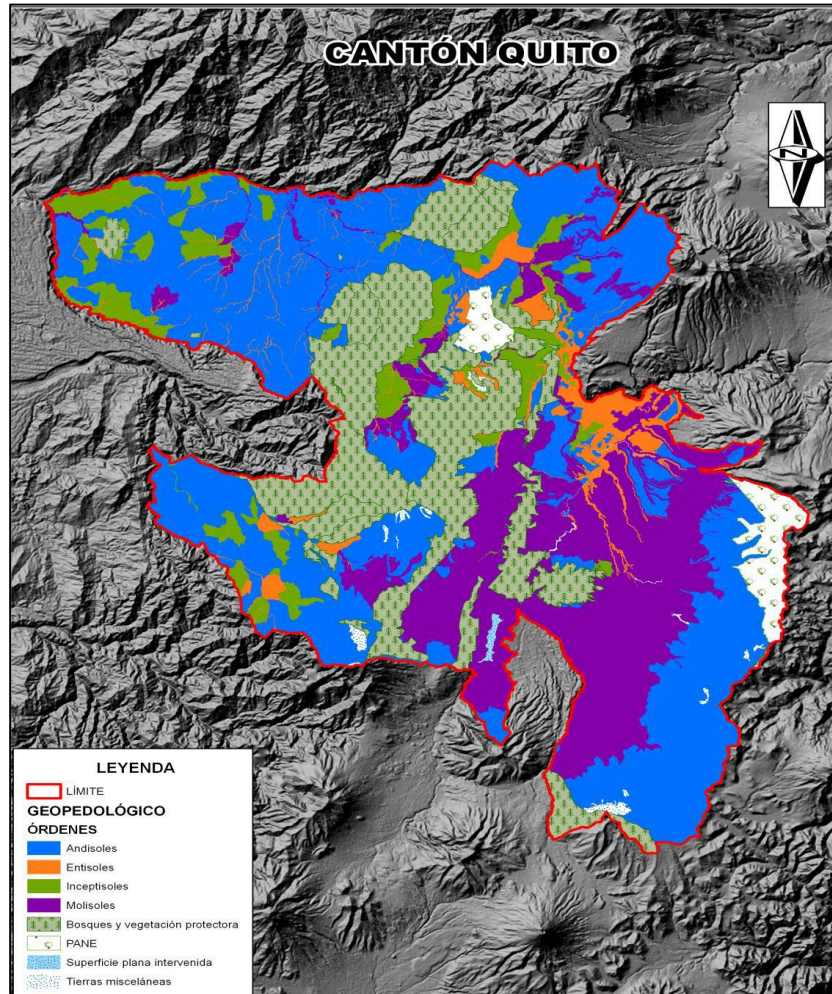 CANTÓN QUITO
N
LEYENDA
LÍMITE
GEOPEDOLÓGICO
ÓRDENES
Andisoles
Entisoles
Inceptisoles
Molisoles
Bosques y vegetación protectora
PANE
Superficie plana intervenida
Tierras misceláneas